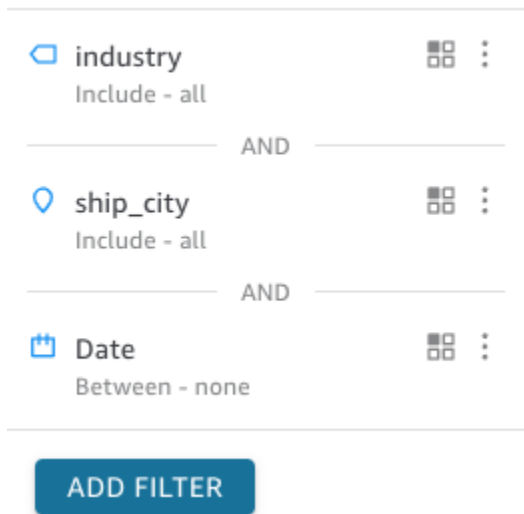 industry
Include - all
AND
ship_city
Include - all
AND
Date
Between - none
ADD FILTER